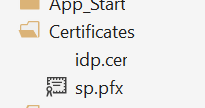 App_Start
Certificates
idp.cer
sp.pfx